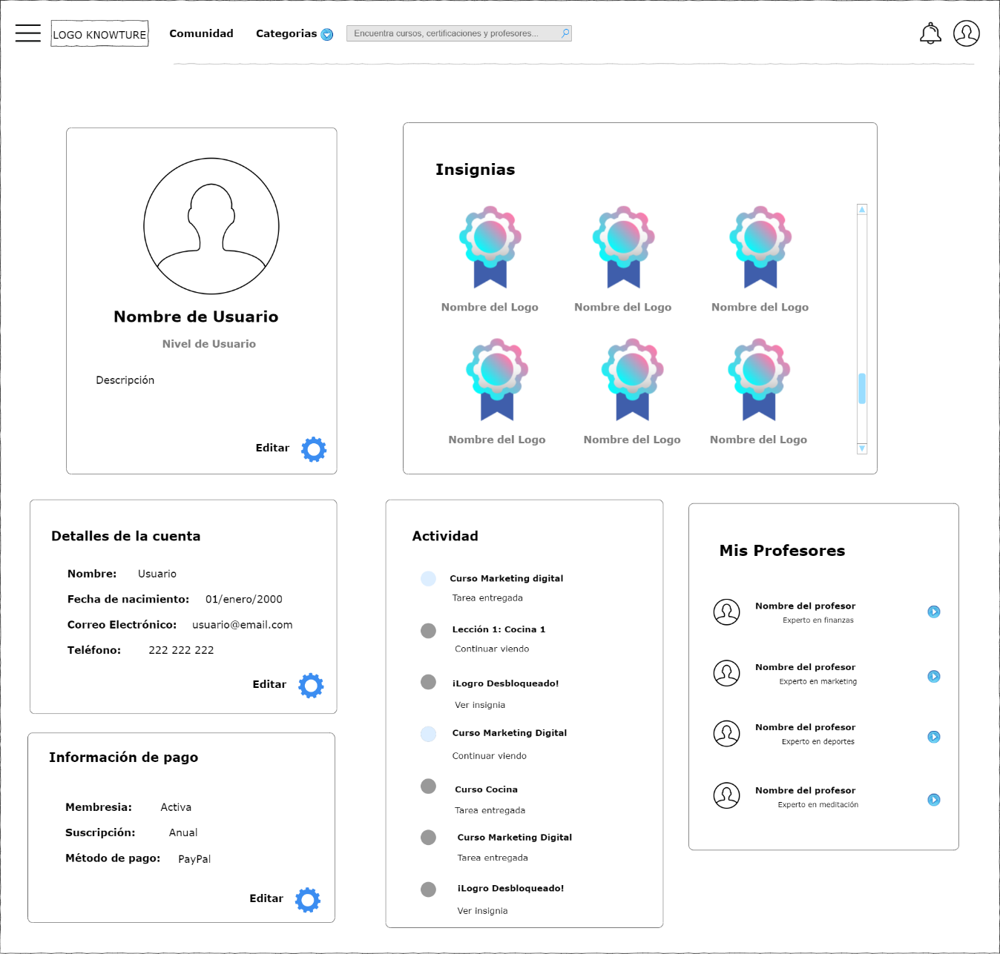 LOGO KNOWTURE
Comunidad
Categorias
Encuentra cursos, certificaciones y profesores...
Nombre de Usuario
Nivel de Usuario
Descripción
Editar
Insignias
Nombre del Logo
Nombre del Logo
Nombre del Logo
Nombre del Logo
Nombre del Logo
Nombre del Logo
Detalles de la cuenta
Nombre: Usuario
Fecha de nacimiento: 01/enero/2000
Correo Electrónico: usuario@email.com
Teléfono: 222 222 222
Editar
Información de pago
Membresia: Activa
Suscripción: Anual
Método de pago: PayPal
Editar
Actividad
Curso Marketing digital
Tarea entregada
Lección 1: Cocina 1
Continuar viendo
¡Logro Desbloqueado!
Ver insignia
Curso Marketing Digital
Continuar viendo
Curso Cocina
Tarea entregada
Curso Marketing Digital
Tarea entregada
¡Logro Desbloqueado!
Ver insignia
Mis Profesores
Nombre del profesor
Experto en finanzas
Nombre del profesor
Experto en marketing
Nombre del profesor
Experto en deportes
Nombre del profesor
Experto en meditación